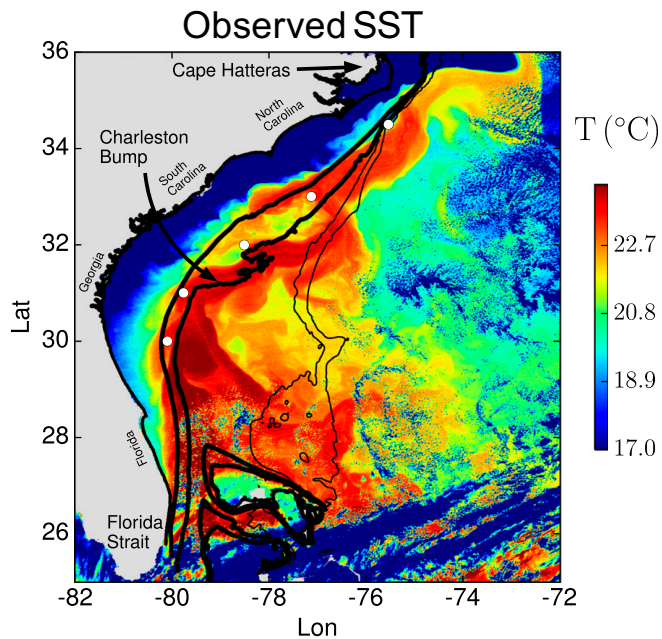 Observed SST
36
34
32
30
28
26
Lat
Cape Hatteras
North
Carolina
Charleston
Bump
South
Carolina
Georgia
Florida
Florida
Strait
-82
-80
-78
-76
-74
-72
Lon
T (°C)
22.7
20.8
18.9
17.0